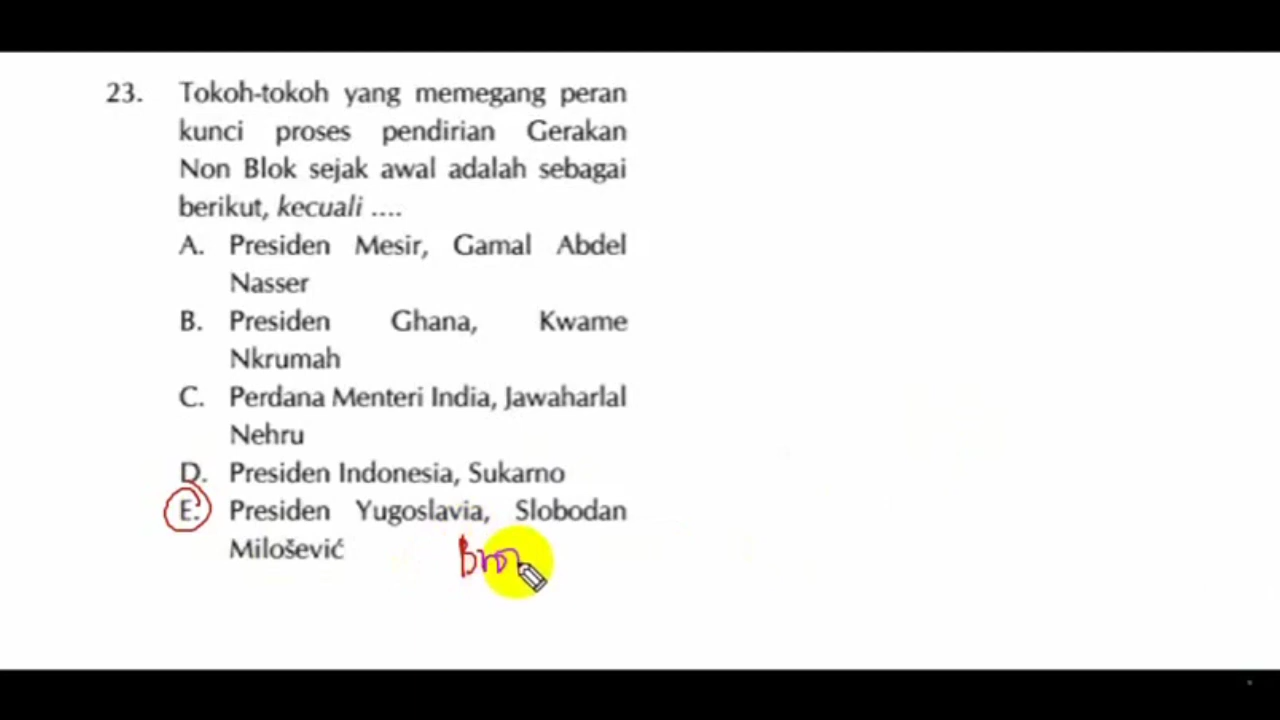 23. Tokoh-tokoh yang memegang peran
kunci proses pendirian Gerakan
Non Blok sejak awal adalah sebagai
berikut, kecuali ....
A. Presiden Mesir, Gamal Abdel
Nasser
B. Presiden Ghana, Kwame
Nkrumah
C. Perdana Menteri India, Jawaharlal
Nehru
D. Presiden Indonesia, Sukarno
E. Presiden Yugoslavia, Slobodan
Milošević
Bro